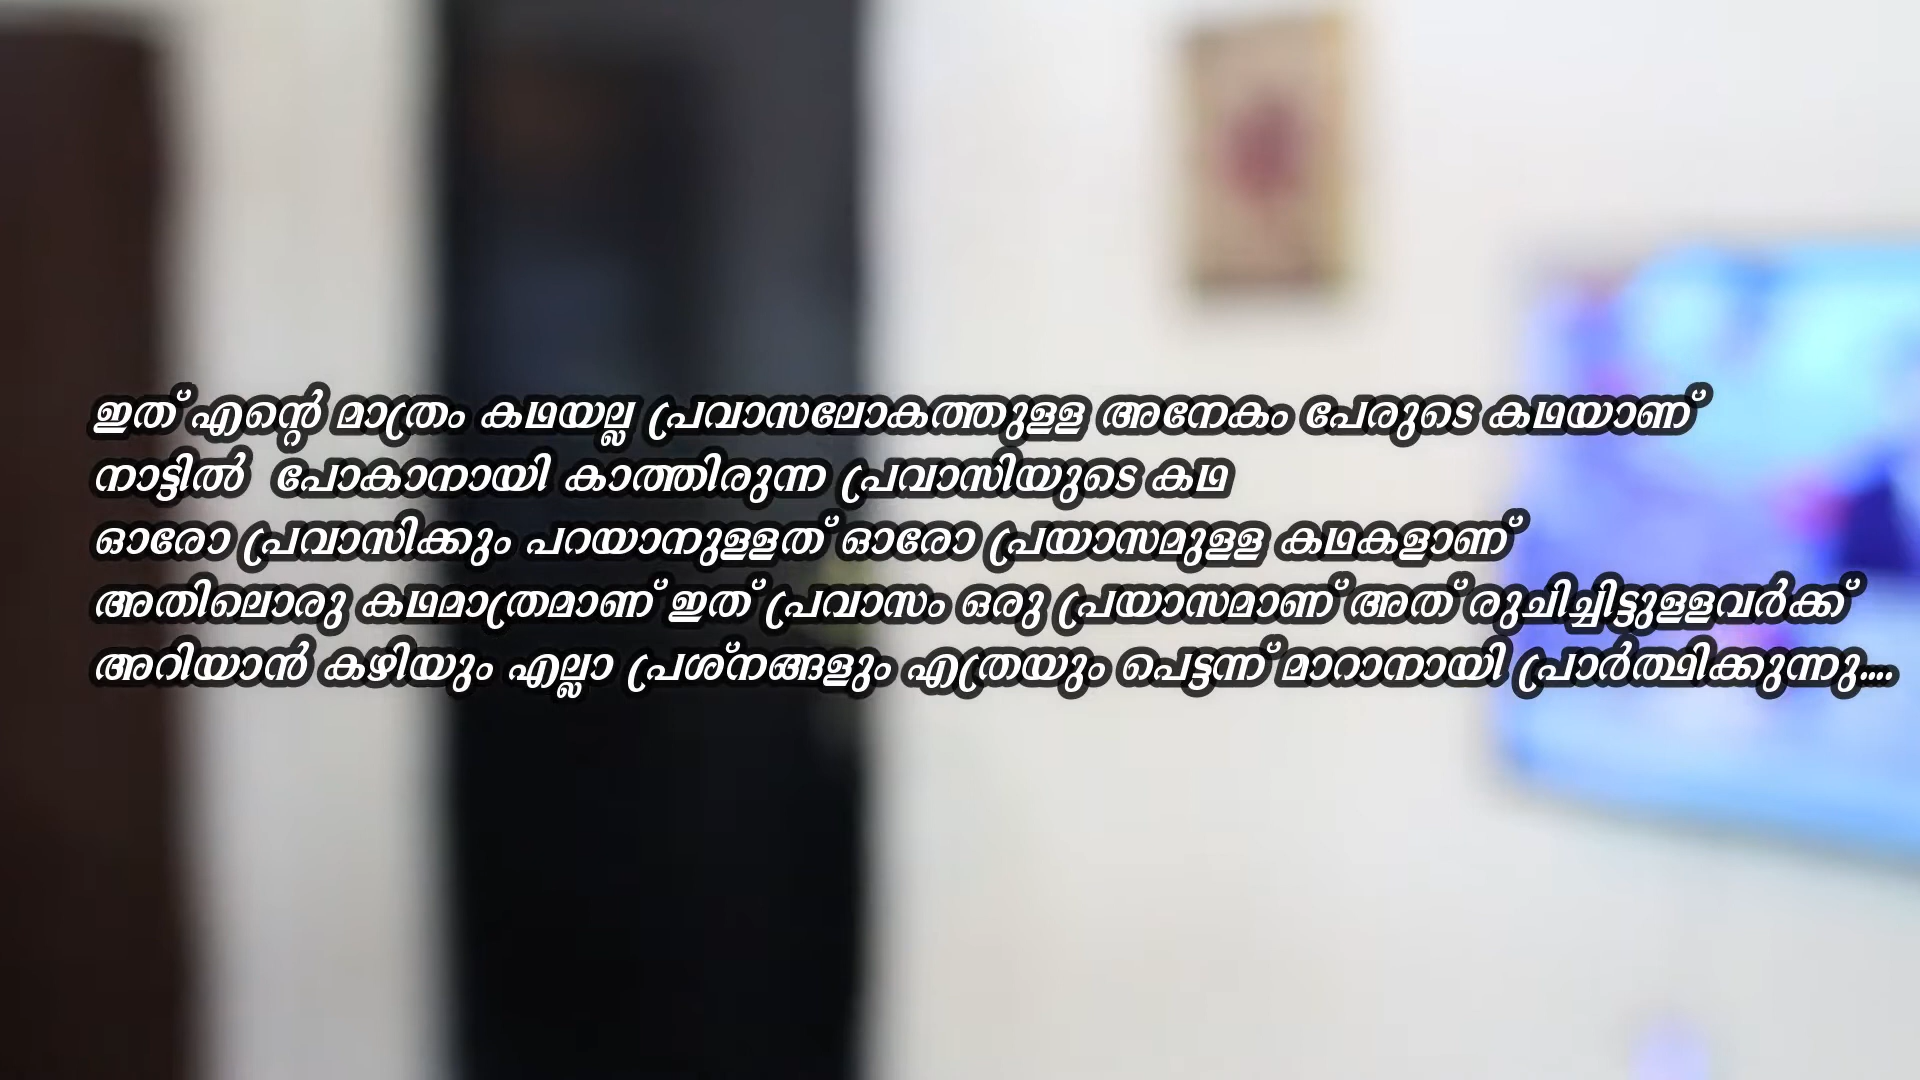 ഇത് എന്റെ മാത്രം കഥയല്ല പ്രവാസലോകത്തുള്ള അനേകം പേരുടെ കഥയാണ്
നാട്ടിൽ പോകാനായി കാത്തിരുന്ന പ്രവാസിയുടെ കഥ
ഓരോ പ്രവാസിക്കും പറയാനുള്ളത് ഓരോ പ്രയാസമുള്ള കഥകളാണ്
അതിലൊരു കഥമാത്രമാണ് ഇത് പ്രവാസം ഒരു പ്രയാസമാണ് അത് രുചിച്ചിട്ടുള്ളവർക്ക്
അറിയാൻ കഴിയും എല്ലാ പ്രശ്നങ്ങളും എത്രയും പെട്ടന്ന് മാറാനായി പ്രാർത്ഥിക്കുന്നു....